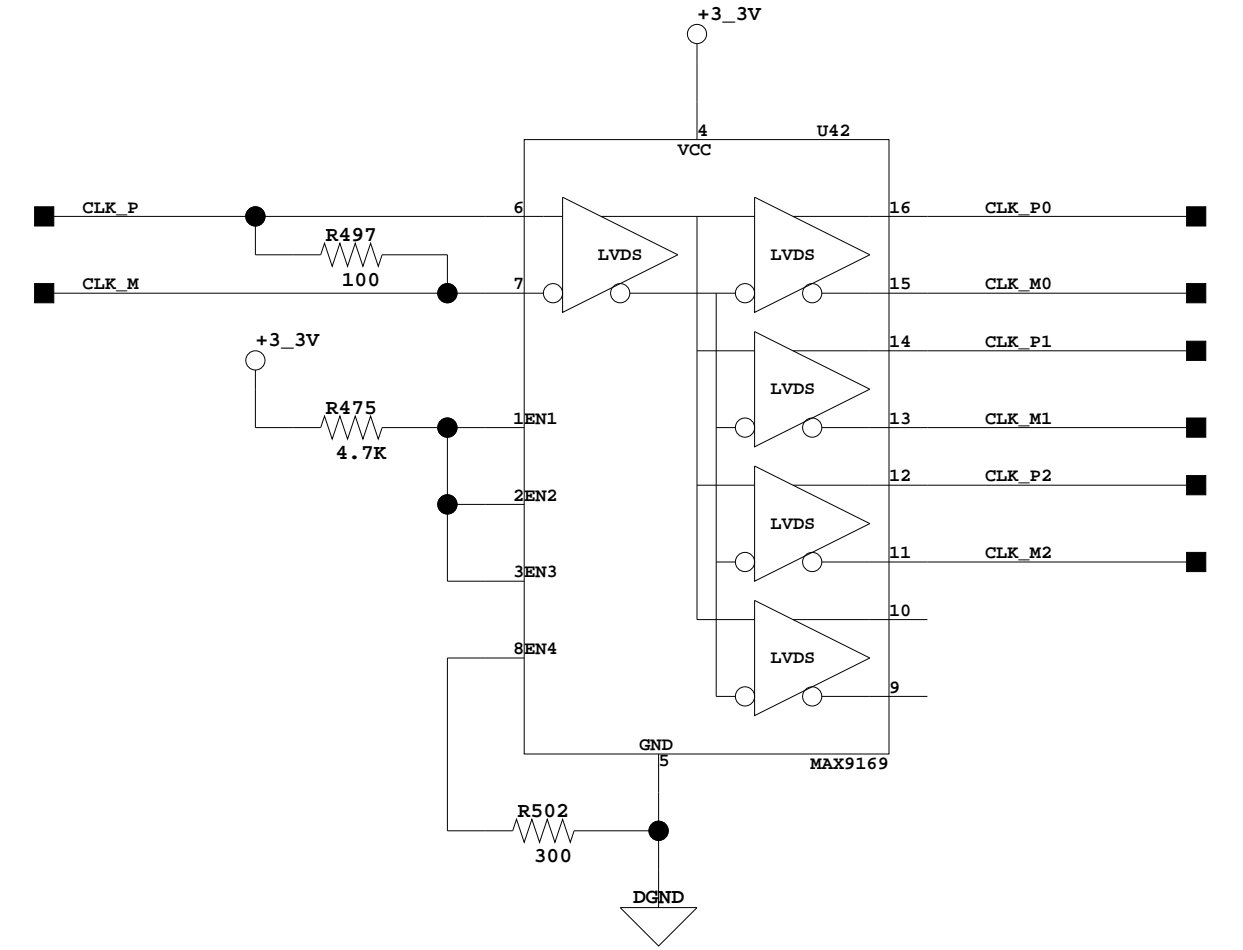 +3_3V
4
U42
VCC
CLK_P
6
16
CLK_P0
R497
LVDS
LVDS
100
CLK_M
7
15
CLK_M0
+3_3V
14
CLK_P1
LVDS
R475
1EN1
13
CLK_M1
4.7K
12
CLK_P2
2EN2
LVDS
11
CLK_M2
3EN3
10
8EN4
LVDS
9
GND
5
MAX9169
R502
300
DGND